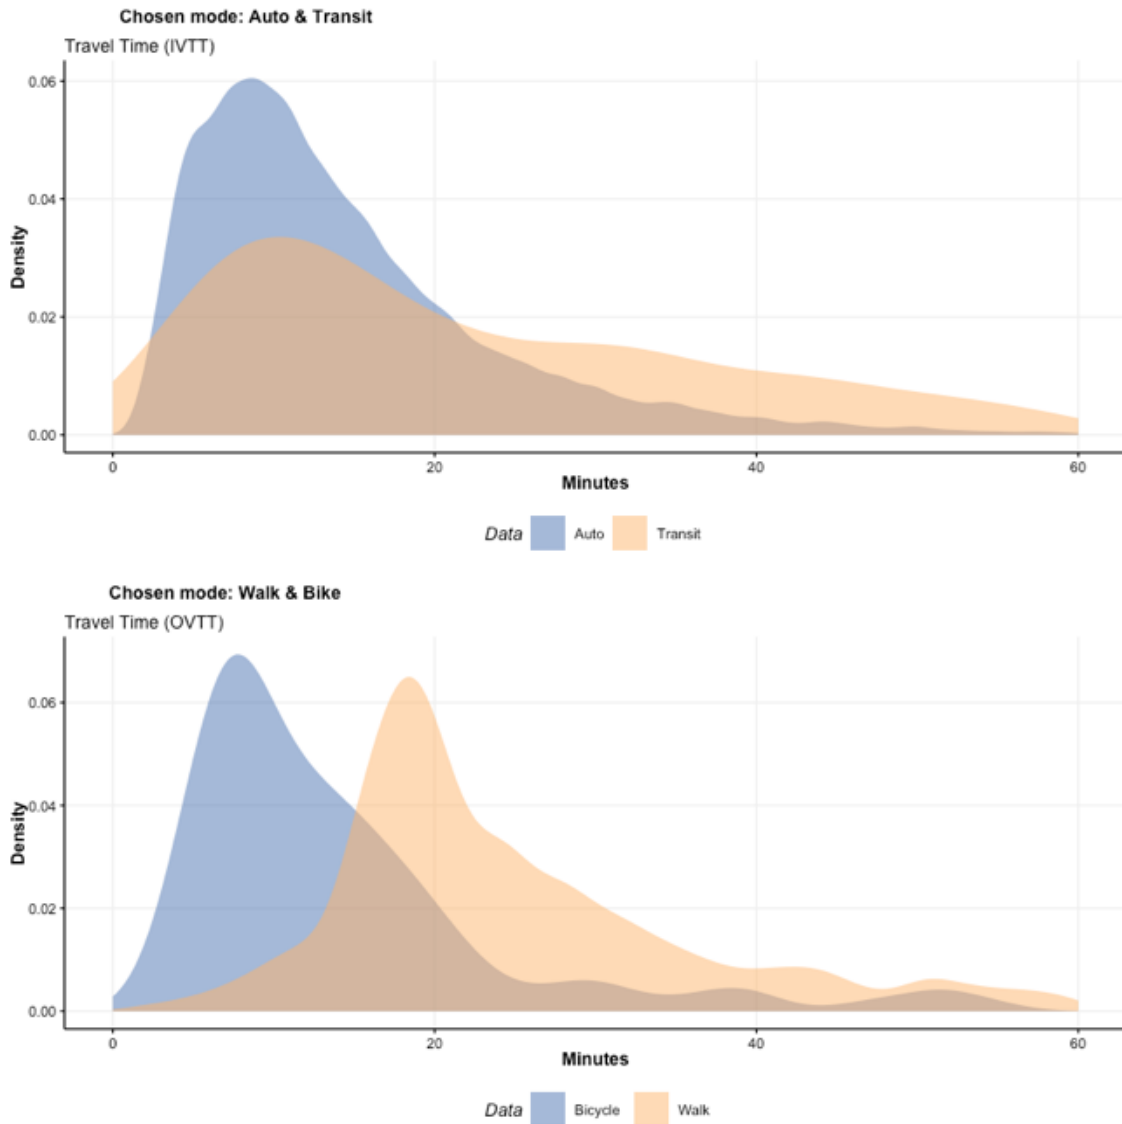 Chosen mode: Auto & Transit
Travel Time (IVTT)
0.06
0.04
0.02
0.00
Density
0 20 40 60
Minutes
Data Auto Transit
Chosen mode: Walk & Bike
Travel Time (OVTT)
0.06
0.04
0.02
0.00
Density
0 20 40 60
Minutes
Data Bicycle Walk